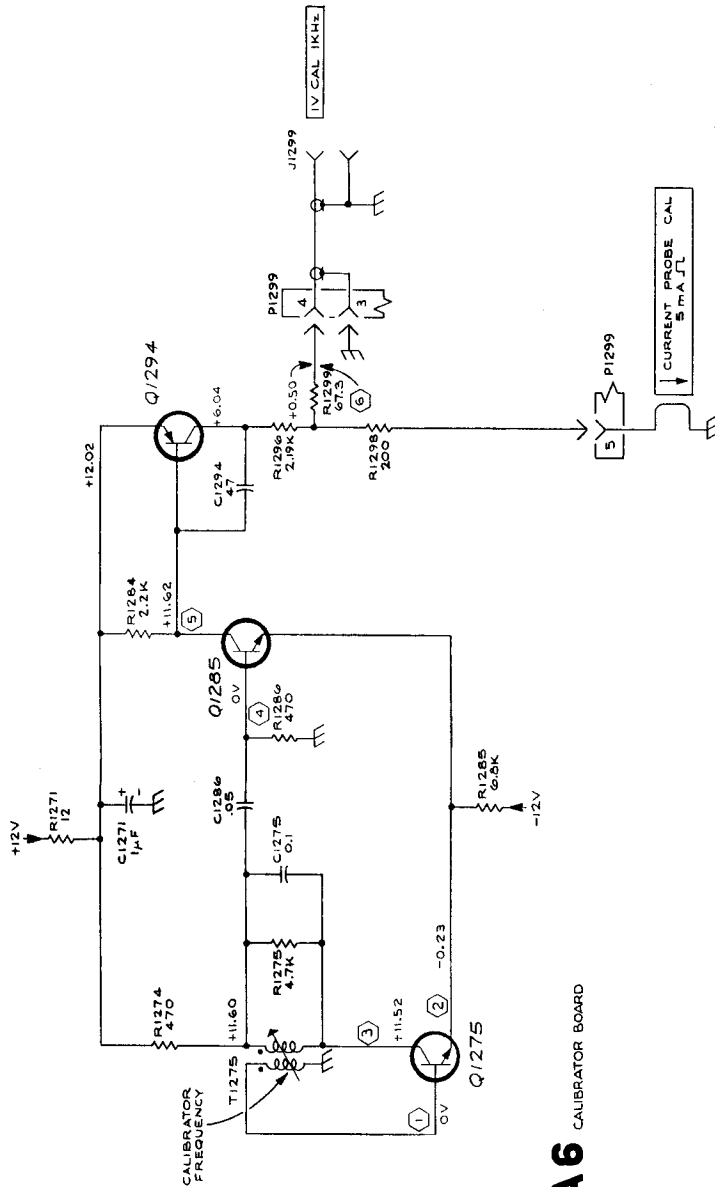 +12V
R1271
12
C1271
1µF
+
-
+12.02
Q1294
R1284
2.2K
+11.62
5
C1294
47
+6.04
R1296
2.19K
+0.50
R1299
67.3
6
R1298
200
P1299
4
3
J1299
1V CAL 1KHz
5
P1299
CURRENT PROBE CAL
5mA
R1274
470
+11.60
CALIBRATOR
FREQUENCY
T1275
R1275
4.7K
C1275
0.1
C1286
.05
Q1285
0V
4
R1286
470
3
+11.52
1
0V
2
-0.23
Q1275
R1285
6.8K
-12V
A6 CALIBRATOR BOARD